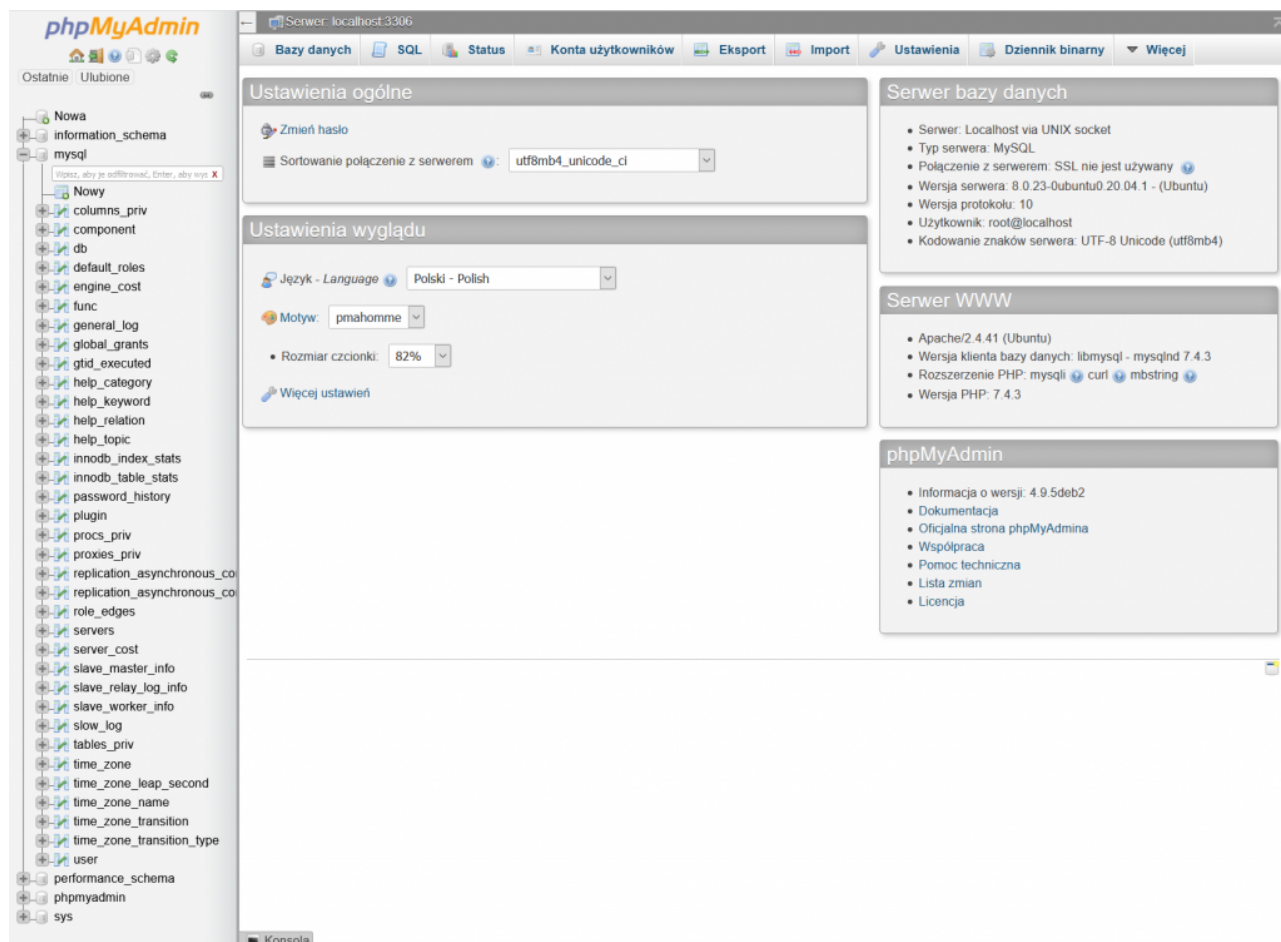 phpMyAdmin
Ostatnie Ulubione
Nowa
information_schema
mysql
Wpisz, aby je odfiltrować, Enter, aby wys X
Nowy
columns_priv
component
db
default_roles
engine_cost
func
general_log
global_grants
gtid_executed
help_category
help_keyword
help_relation
help_topic
innodb_index_stats
innodb_table_stats
password_history
plugin
procs_priv
proxies_priv
replication_asynchronous_co
replication_asynchronous_co
role_edges
servers
server_cost
slave_master_info
slave_relay_log_info
slave_worker_info
slow_log
tables_priv
time_zone
time_zone_leap_second
time_zone_name
time_zone_transition
time_zone_transition_type
user
performance_schema
phpmyadmin
sys
Serwer: localhost:3306
Bazy danych SQL Status Konta użytkowników Eksport Import Ustawienia Dziennik binarny Więcej
Ustawienia ogólne
Zmień hasło
Sortowanie połączenie z serwerem : utf8mb4_unicode_ci
Ustawienia wyglądu
Język - Language Polski - Polish
Motyw: pmahomme
• Rozmiar czcionki: 82%
Więcej ustawień
Serwer bazy danych
• Serwer: Localhost via UNIX socket
• Typ serwera: MySQL
• Połączenie z serwerem: SSL nie jest używany
• Wersja serwera: 8.0.23-0ubuntu0.20.04.1 - (Ubuntu)
• Wersja protokołu: 10
• Użytkownik: root@localhost
• Kodowanie znaków serwera: UTF-8 Unicode (utf8mb4)
Serwer WWW
• Apache/2.4.41 (Ubuntu)
• Wersja klienta bazy danych: libmysql - mysqlnd 7.4.3
• Rozszerzenie PHP: mysqli curl mbstring
• Wersja PHP: 7.4.3
phpMyAdmin
• Informacja o wersji: 4.9.5deb2
• Dokumentacja
• Oficjalna strona phpMyAdmina
• Współpraca
• Pomoc techniczna
• Lista zmian
• Licencja
Konsola